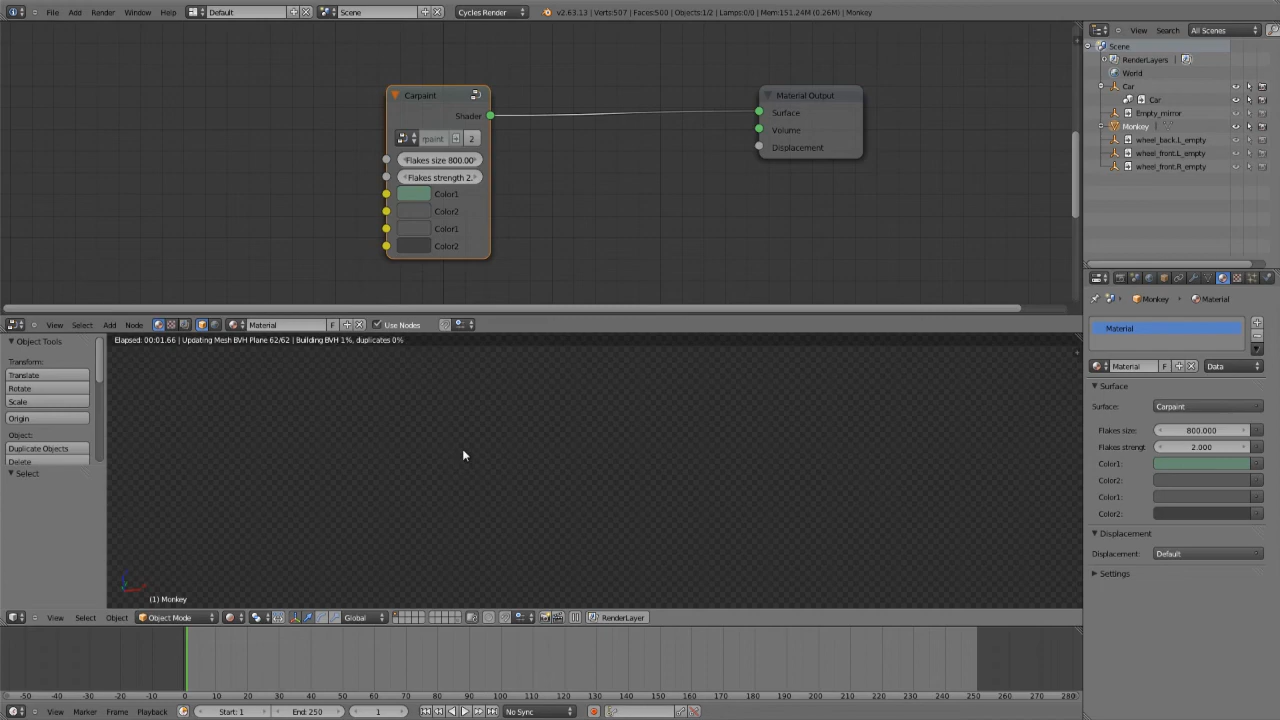 File Add Render Window Help Default Scene Cycles Render v2.63.13 | Verts:507 | Faces:500 | Objects:1/2 | Lamps:0/0 | Mem:151.24M (0.26M) | Monkey
View Search All Scenes
Scene
RenderLayers
World
Car
Car
Empty_mirror
Monkey
wheel_back.L_empty
wheel_front.L_empty
wheel_front.R_empty
Carpaint
Shader
rpaint 2
Flakes size 800.00
Flakes strength 2.
Color1
Color2
Color1
Color2
Material Output
Surface
Volume
Displacement
View Select Add Node Material F Use Nodes
Monkey Material
Material
Material F Data
Surface
Surface: Carpaint
Flakes size: 800.000
Flakes strengt 2.000
Color1:
Color2:
Color1:
Color2:
Displacement
Displacement: Default
Settings
Object Tools
Transform:
Translate
Rotate
Scale
Origin
Object:
Duplicate Objects
Delete
Select
Elapsed: 00:01.66 | Updating Mesh BVH Plane 62/62 | Building BVH 1%, duplicates 0%
(1) Monkey
View Select Object Object Mode Global RenderLayer
-50 -40 -30 -20 -10 0 10 20 30 40 50 60 70 80 90 100 110 120 130 140 150 160 170 180 190 200 210 220 230 240 250 260 270 280
View Marker Frame Playback Start: 1 End: 250 1 No Sync